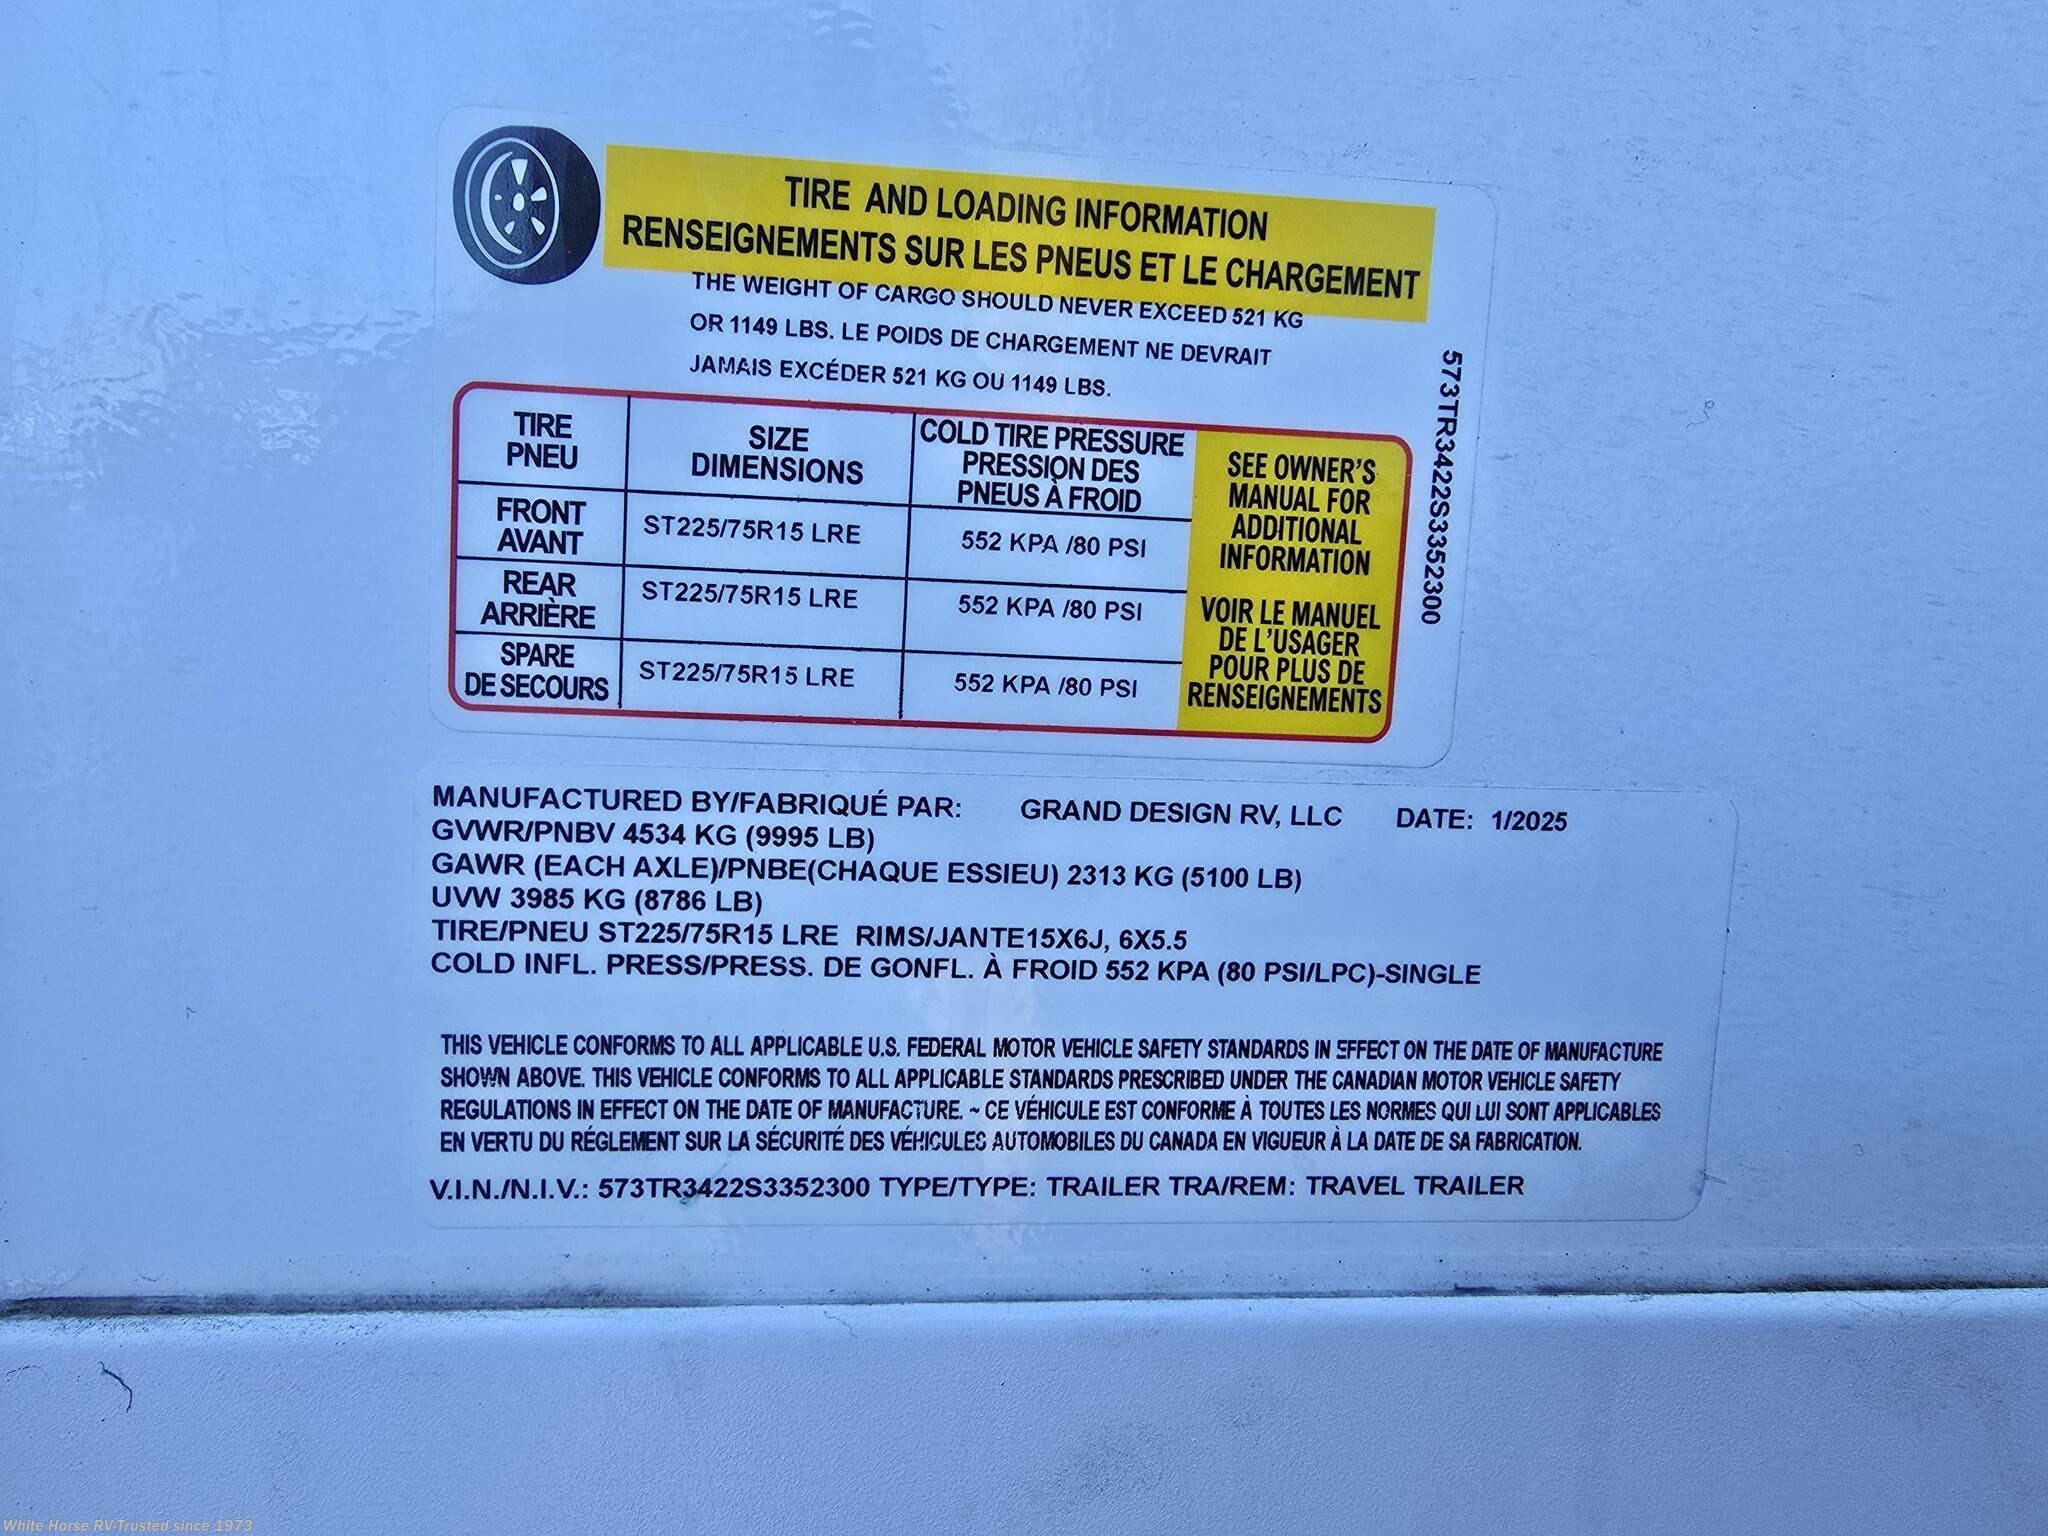 TIRE AND LOADING INFORMATION
RENSEIGNEMENTS SUR LES PNEUS ET LE CHARGEMENT
THE WEIGHT OF CARGO SHOULD NEVER EXCEED 521 KG
OR 1149 LBS. LE POIDS DE CHARGEMENT NE DEVRAIT
JAMAIS EXCÉDER 521 KG OU 1149 LBS.
TIRE
PNEU
SIZE
DIMENSIONS
COLD TIRE PRESSURE
PRESSION DES
PNEUS À FROID
FRONT
AVANT
ST225/75R15 LRE
552 KPA /80 PSI
REAR
ARRIÈRE
ST225/75R15 LRE
552 KPA /80 PSI
SPARE
DE SECOURS
ST225/75R15 LRE
552 KPA /80 PSI
SEE OWNER'S
MANUAL FOR
ADDITIONAL
INFORMATION
VOIR LE MANUEL
DE L'USAGER
POUR PLUS DE
RENSEIGNEMENTS
573TR3422S3352300
MANUFACTURED BY/FABRIQUÉ PAR: GRAND DESIGN RV, LLC DATE: 1/2025
GVWR/PNBV 4534 KG (9995 LB)
GAWR (EACH AXLE)/PNBE(CHAQUE ESSIEU) 2313 KG (5100 LB)
UVW 3985 KG (8786 LB)
TIRE/PNEU ST225/75R15 LRE RIMS/JANTE15X6J, 6X5.5
COLD INFL. PRESS/PRESS. DE GONFL. À FROID 552 KPA (80 PSI/LPC)-SINGLE
THIS VEHICLE CONFORMS TO ALL APPLICABLE U.S. FEDERAL MOTOR VEHICLE SAFETY STANDARDS IN EFFECT ON THE DATE OF MANUFACTURE
SHOWN ABOVE. THIS VEHICLE CONFORMS TO ALL APPLICABLE STANDARDS PRESCRIBED UNDER THE CANADIAN MOTOR VEHICLE SAFETY
REGULATIONS IN EFFECT ON THE DATE OF MANUFACTURE. ~ CE VÉHICULE EST CONFORME À TOUTES LES NORMES QUI LUI SONT APPLICABLES
EN VERTU DU RÉGLEMENT SUR LA SÉCURITÉ DES VÉHICULES AUTOMOBILES DU CANADA EN VIGUEUR À LA DATE DE SA FABRICATION.
V.I.N./N.I.V.: 573TR3422S3352300 TYPE/TYPE: TRAILER TRA/REM: TRAVEL TRAILER
White Horse RV-Trusted since 1973